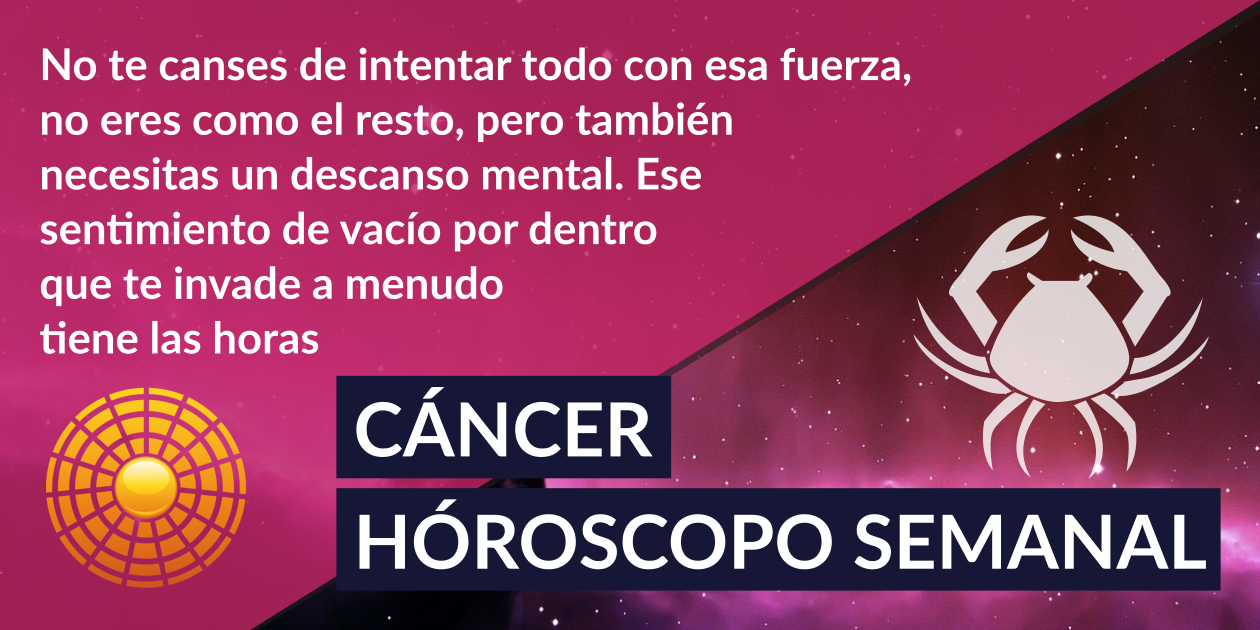 No te canses de intentar todo con esa fuerza,
no eres como el resto, pero también
necesitas un descanso mental. Ese
sentimiento de vacío por dentro
que te invade a menudo
tiene las horas
CÁNCER
HÓROSCOPO SEMANAL